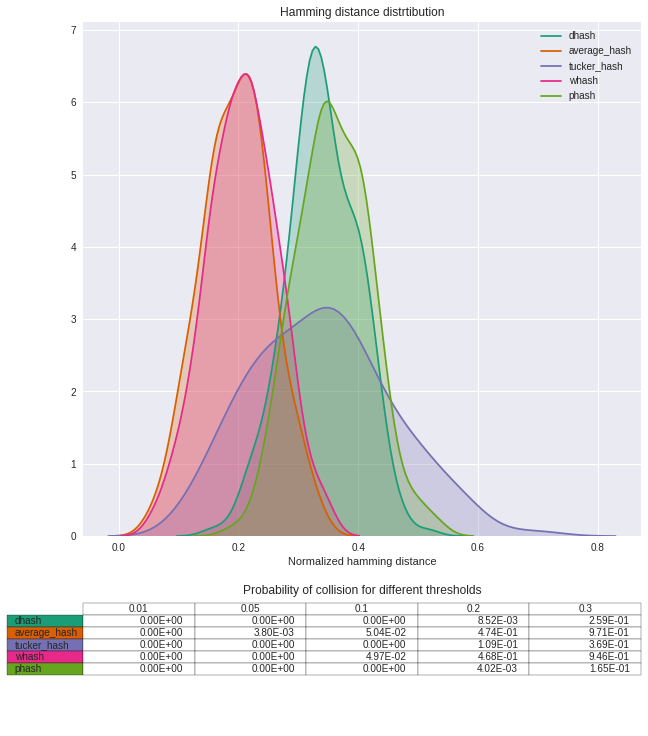 Hamming distance distrtibution
7
6
5
4
3
2
1
0
dhash
average_hash
tucker_hash
whash
phash
0.0 0.2 0.4 0.6 0.8
Normalized hamming distance
Probability of collision for different thresholds
0.01 0.05 0.1 0.2 0.3
dhash 0.00E+00 0.00E+00 0.00E+00 8.52E-03 2.59E-01
average_hash 0.00E+00 3.80E-03 5.04E-02 4.74E-01 9.71E-01
tucker_hash 0.00E+00 0.00E+00 0.00E+00 1.09E-01 3.69E-01
whash 0.00E+00 0.00E+00 4.97E-02 4.68E-01 9.46E-01
phash 0.00E+00 0.00E+00 0.00E+00 4.02E-03 1.65E-01